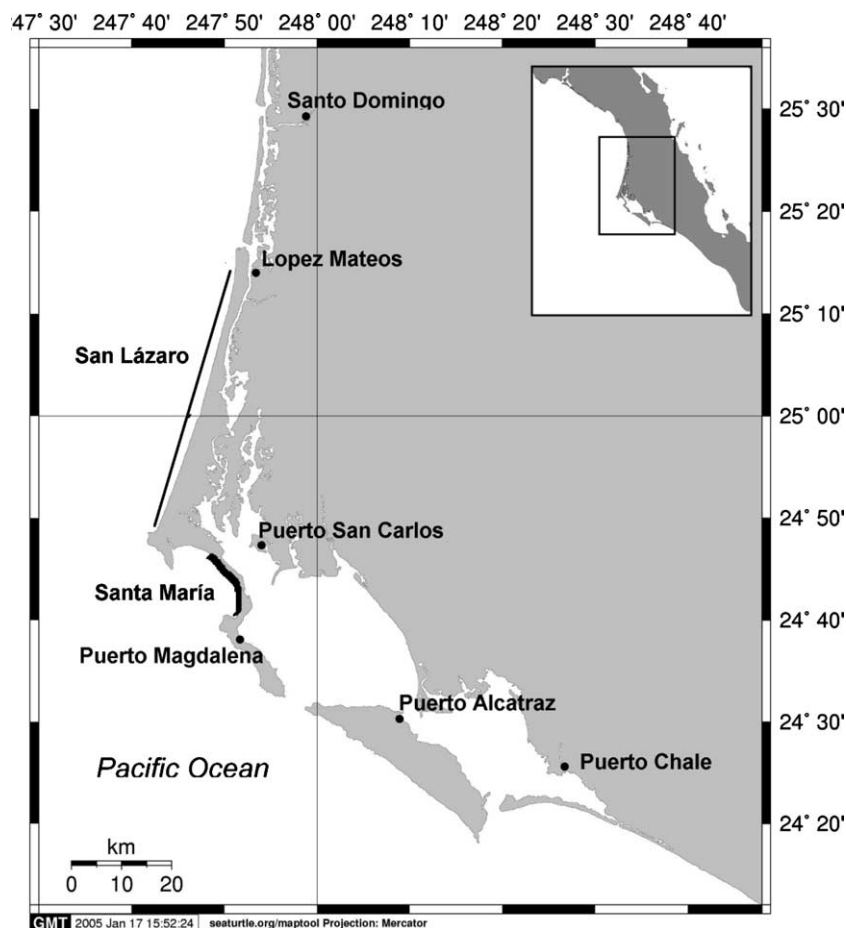 47˚ 30' 247˚ 40' 247˚ 50' 248˚ 00' 248˚ 10' 248˚ 20' 248˚ 30' 248˚ 40'
Santo Domingo
25˚ 30'
25˚ 20'
Lopez Mateos
25˚ 10'
San Lázaro
25˚ 00'
24˚ 50'
Puerto San Carlos
Santa María
24˚ 40'
Puerto Magdalena
Puerto Alcatraz
24˚ 30'
Pacific Ocean
Puerto Chale
24˚ 20'
km
0 10 20
GMT 2005 Jan 17 15:52:24 seaturtle.org/maptool Projection: Mercator